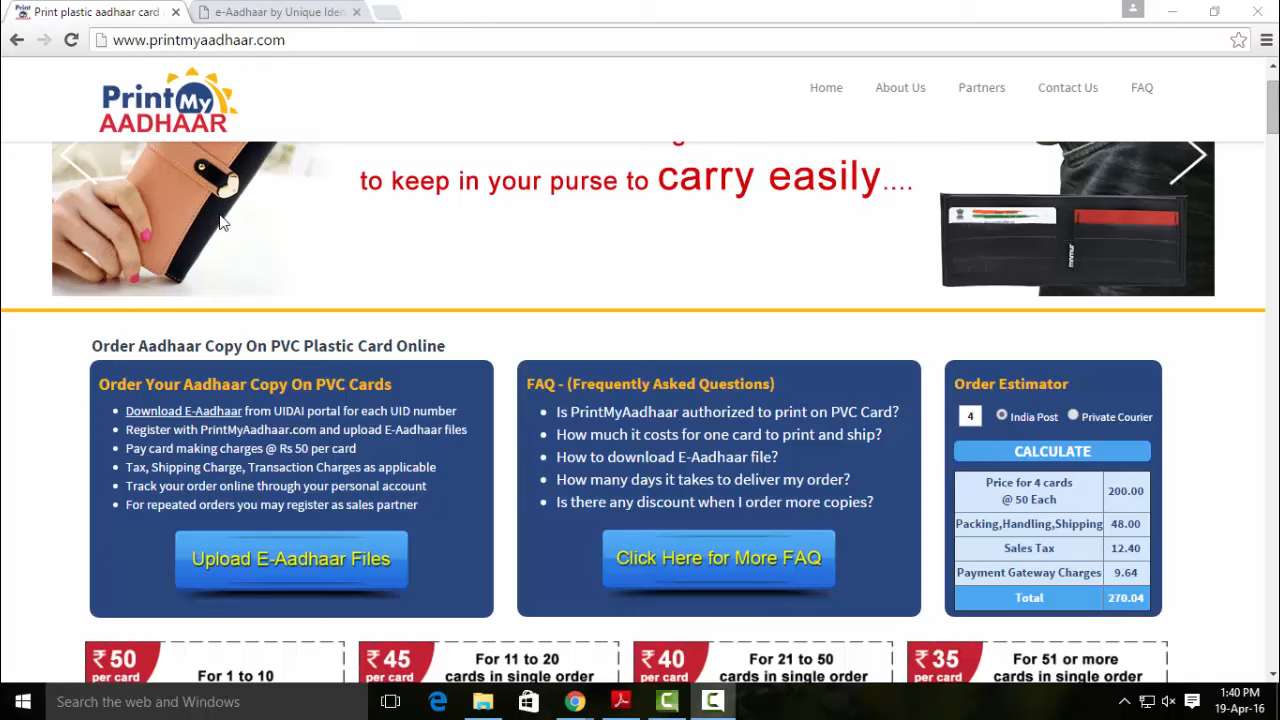 Print plastic aadhaar card
e-Aadhaar by Unique Iden
www.printmyaadhaar.com
Print My
AADHAAR
Home
About Us
Partners
Contact Us
FAQ
to keep in your purse to carry easily....
Order Aadhaar Copy On PVC Plastic Card Online
Order Your Aadhaar Copy On PVC Cards
Download E-Aadhaar from UIDAI portal for each UID number
Register with PrintMyAadhaar.com and upload E-Aadhaar files
Pay card making charges @ Rs 50 per card
Tax, Shipping Charge, Transaction Charges as applicable
Track your order online through your personal account
For repeated orders you may register as sales partner
Upload E-Aadhaar Files
FAQ - (Frequently Asked Questions)
Is PrintMyAadhaar authorized to print on PVC Card?
How much it costs for one card to print and ship?
How to download E-Aadhaar file?
How many days it takes to deliver my order?
Is there any discount when I order more copies?
Click Here for More FAQ
Order Estimator
4 India Post Private Courier
CALCULATE
Price for 4 cards
@ 50 Each 200.00
Packing,Handling,Shipping 48.00
Sales Tax 12.40
Payment Gateway Charges 9.64
Total 270.04
₹50
per card
For 1 to 10
₹45
per card
For 11 to 20
cards in single order
₹40
per card
For 21 to 50
cards in single order
₹35
per card
For 51 or more
cards in single order
Search the web and Windows
1:40 PM
19-Apr-16